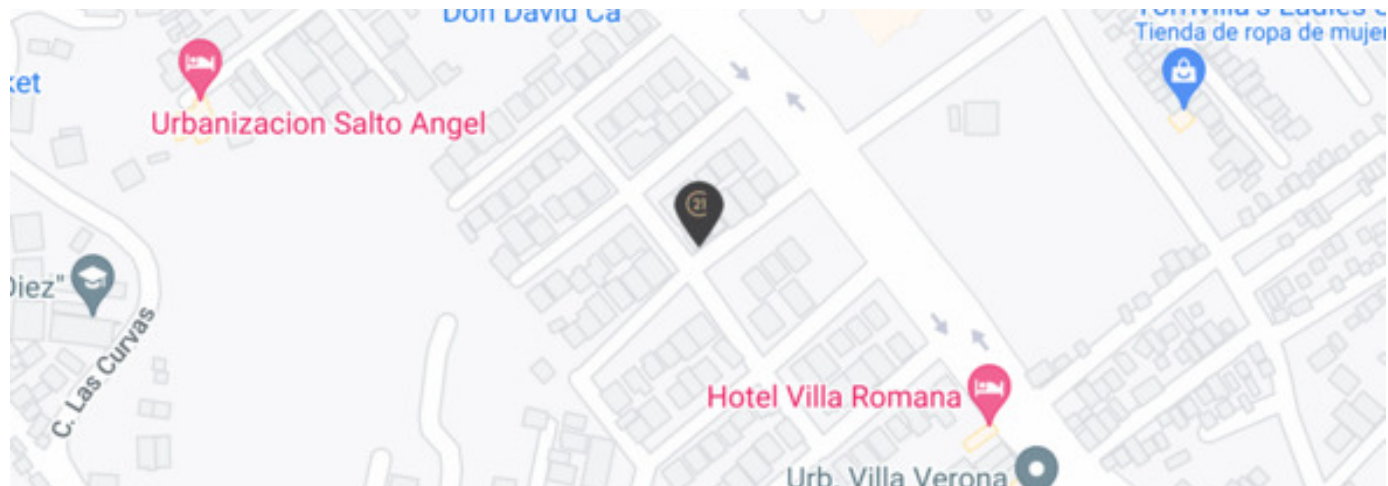 Don David Ca
Tienda de ropa de mujer
ket
Urbanizacion Salto Angel
21
Diez"
C. Las Curvas
Hotel Villa Romana
Urb. Villa Verona